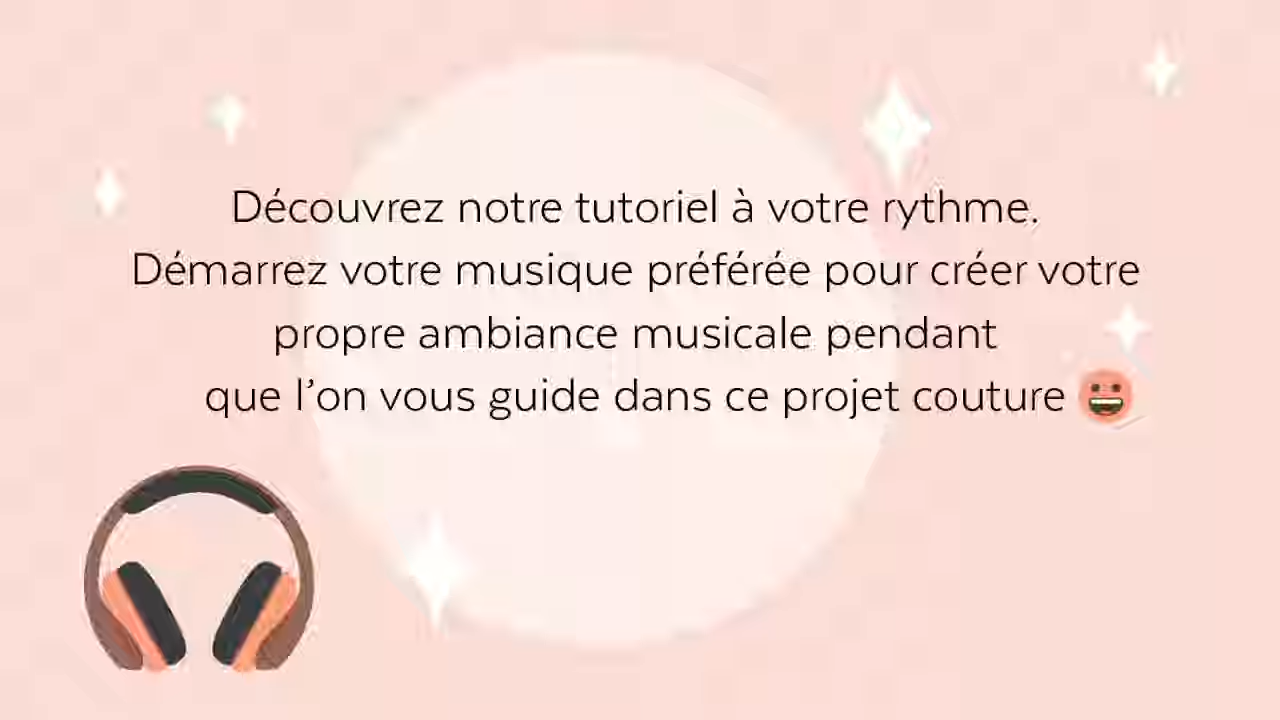 Découvrez notre tutoriel à votre rythme.
Démarrez votre musique préférée pour créer votre
propre ambiance musicale pendant
que l’on vous guide dans ce projet couture 😀